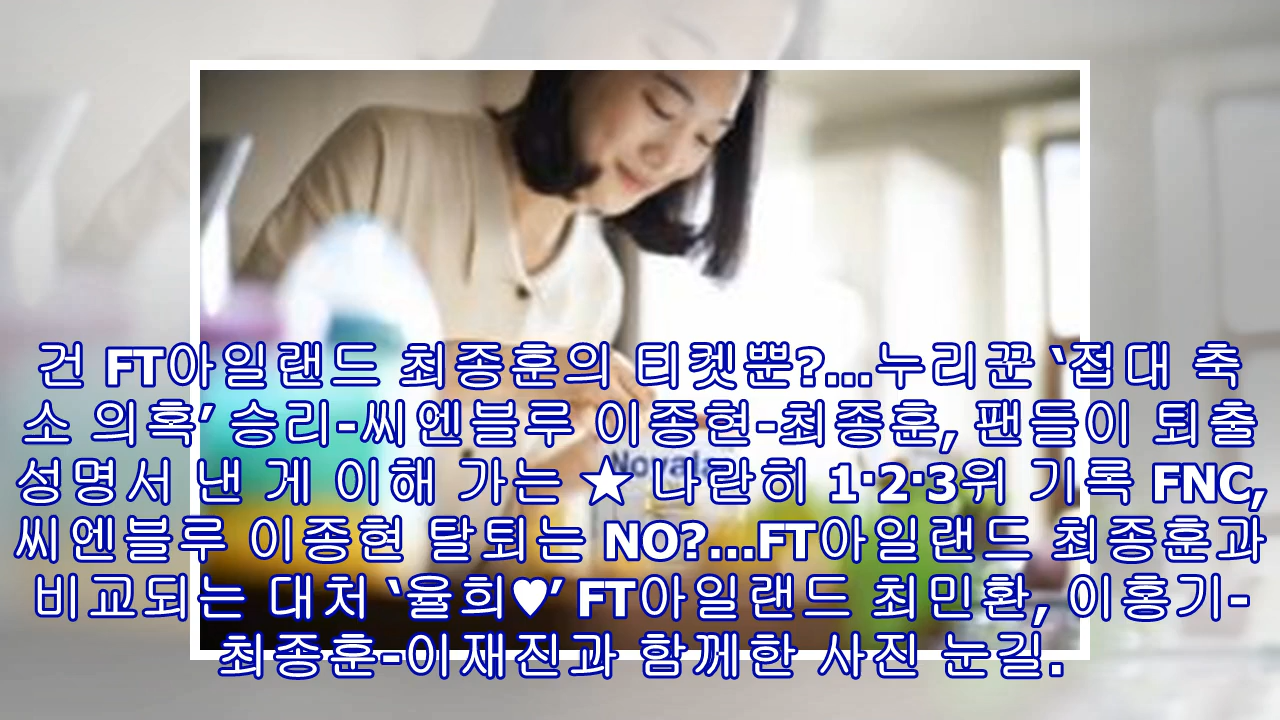 건 FT아일랜드 최종훈의 티켓뿐?...누리꾼 ‘접대 축
소 의혹’ 승리-씨엔블루 이종현-최종훈, 팬들이 퇴출
성명서 낸 게 이해 가는 ★ 나란히 1·2·3위 기록 FNC,
씨엔블루 이종현 탈퇴는 NO?...FT아일랜드 최종훈과
비교되는 대처 ‘율희♥’ FT아일랜드 최민환, 이홍기-
최종훈-이재진과 함께한 사진 눈길.